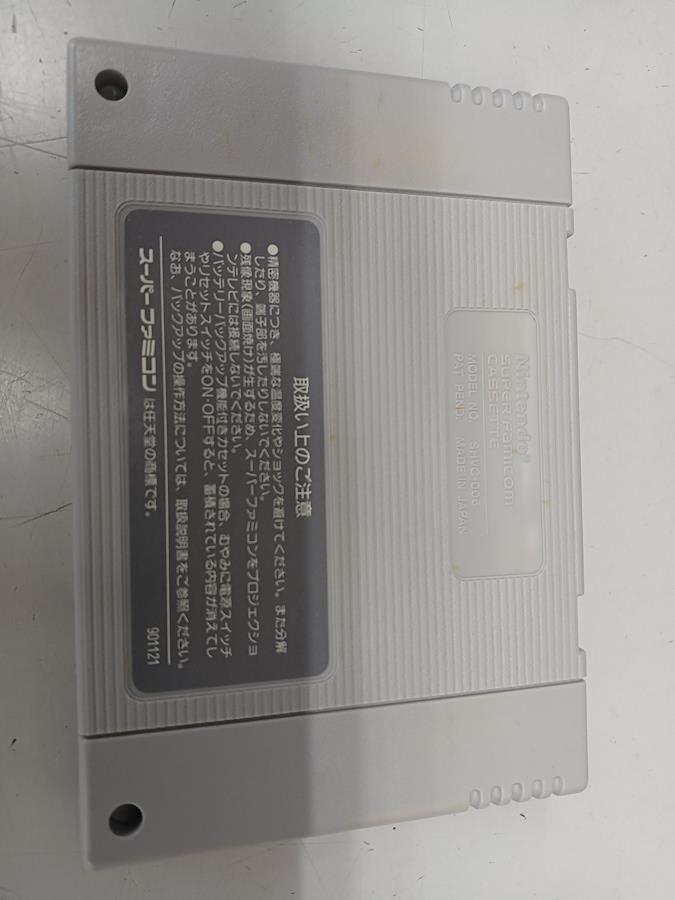 Nintendo®
SUPER FAMICOM
CASSETTE
MODEL NO. SHVC-006
PAT. PEND. MADE IN JAPAN
取扱い上のご注意
●精密機器につき、極端な温度変化やショックを避けてください。また分解
したり、端子部を汚したりしないでください。
●残像現象(画面焼け)が生ずるため、スーパーファミコンをプロジェクショ
ンテレビには接続しないでください。
●バッテリーバックアップ機能付きカセットの場合、むやみに電源スイッチ
やリセットスイッチをON・OFFすると、蓄積されている内容が消えてし
まうことがあります。
なお、バックアップの操作方法については、取扱説明書をご参照ください。
スーパーファミコンは任天堂の商標です。 901121